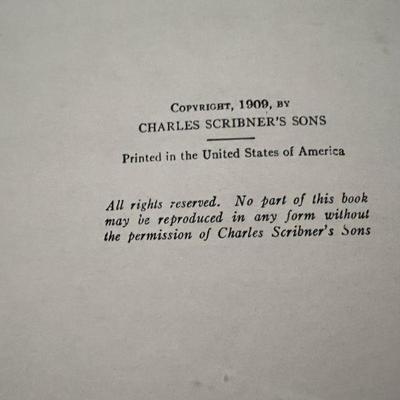 Copyright, 1909, by
CHARLES SCRIBNER'S SONS
Printed in the United States of America
All rights reserved. No part of this book
may be reproduced in any form without
the permission of Charles Scribner's Sons